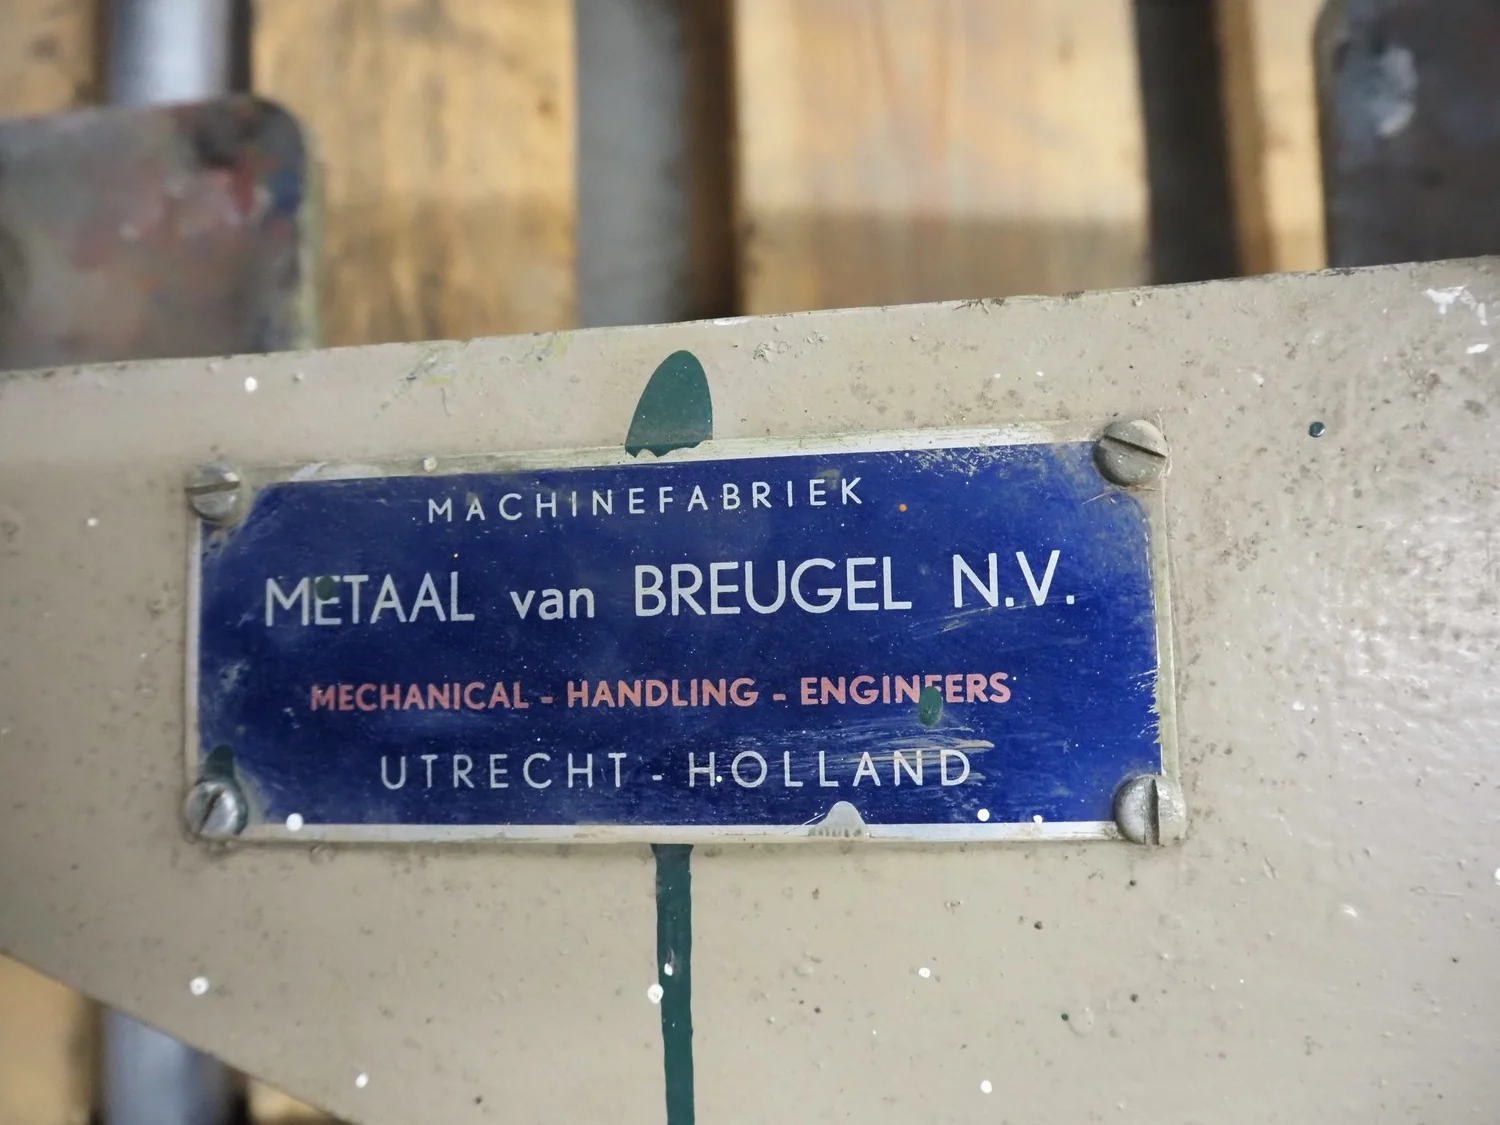 MACHINEFABRIEK
METAAL van BREUGEL N.V.
MECHANICAL - HANDLING - ENGINEERS
UTRECHT - HOLLAND